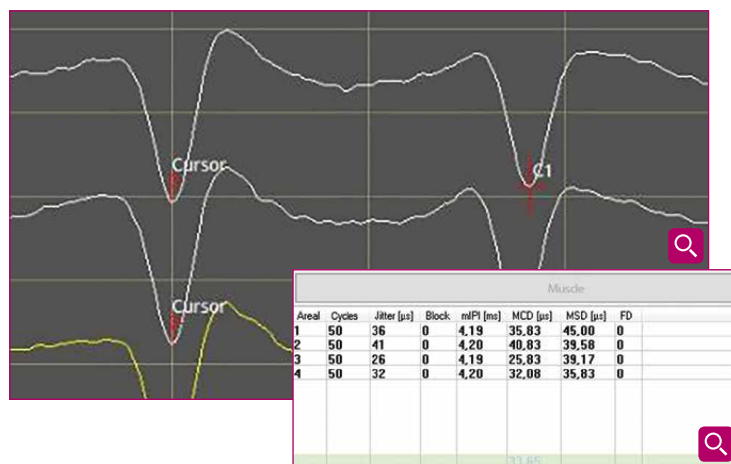 Cursor
C1
Cursor
Muscle
Areal Cycles Jitter [µs] Block mIPI [ms] MCD [µs] MSD [µs] FD
1 50 36 0 4,19 35,83 45,00 0
2 50 41 0 4,20 40,83 39,58 0
3 50 26 0 4,19 25,83 39,17 0
4 50 32 0 4,20 32,08 35,83 0
33,65